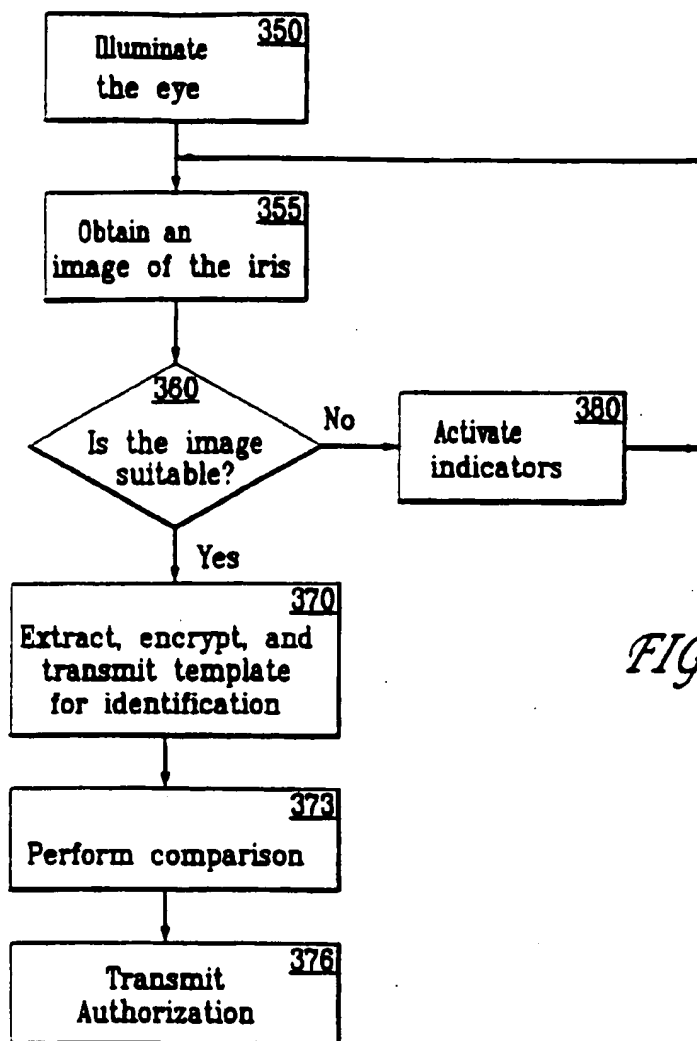 350
Illuminate
the eye
355
Obtain an
image of the iris
360
Is the image
suitable?
No
380
Activate
indicators
Yes
370
Extract, encrypt, and
transmit template
for identification
FIG
373
Perform comparison
376
Transmit
Authorization